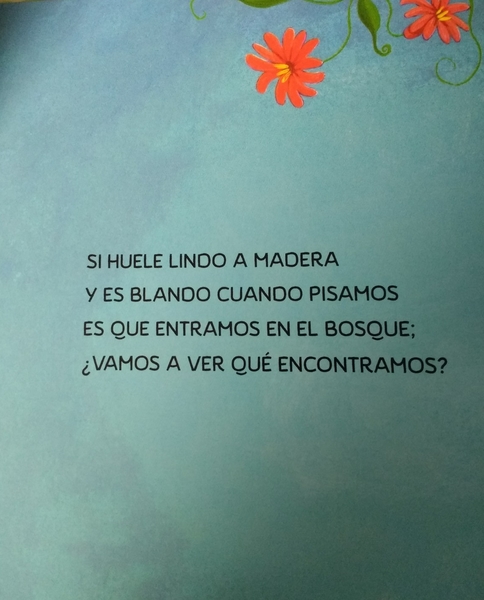 SI HUELE LINDO A MADERA
Y ES BLANDO CUANDO PISAMOS
ES QUE ENTRAMOS EN EL BOSQUE;
¿VAMOS A VER QUÉ ENCONTRAMOS?